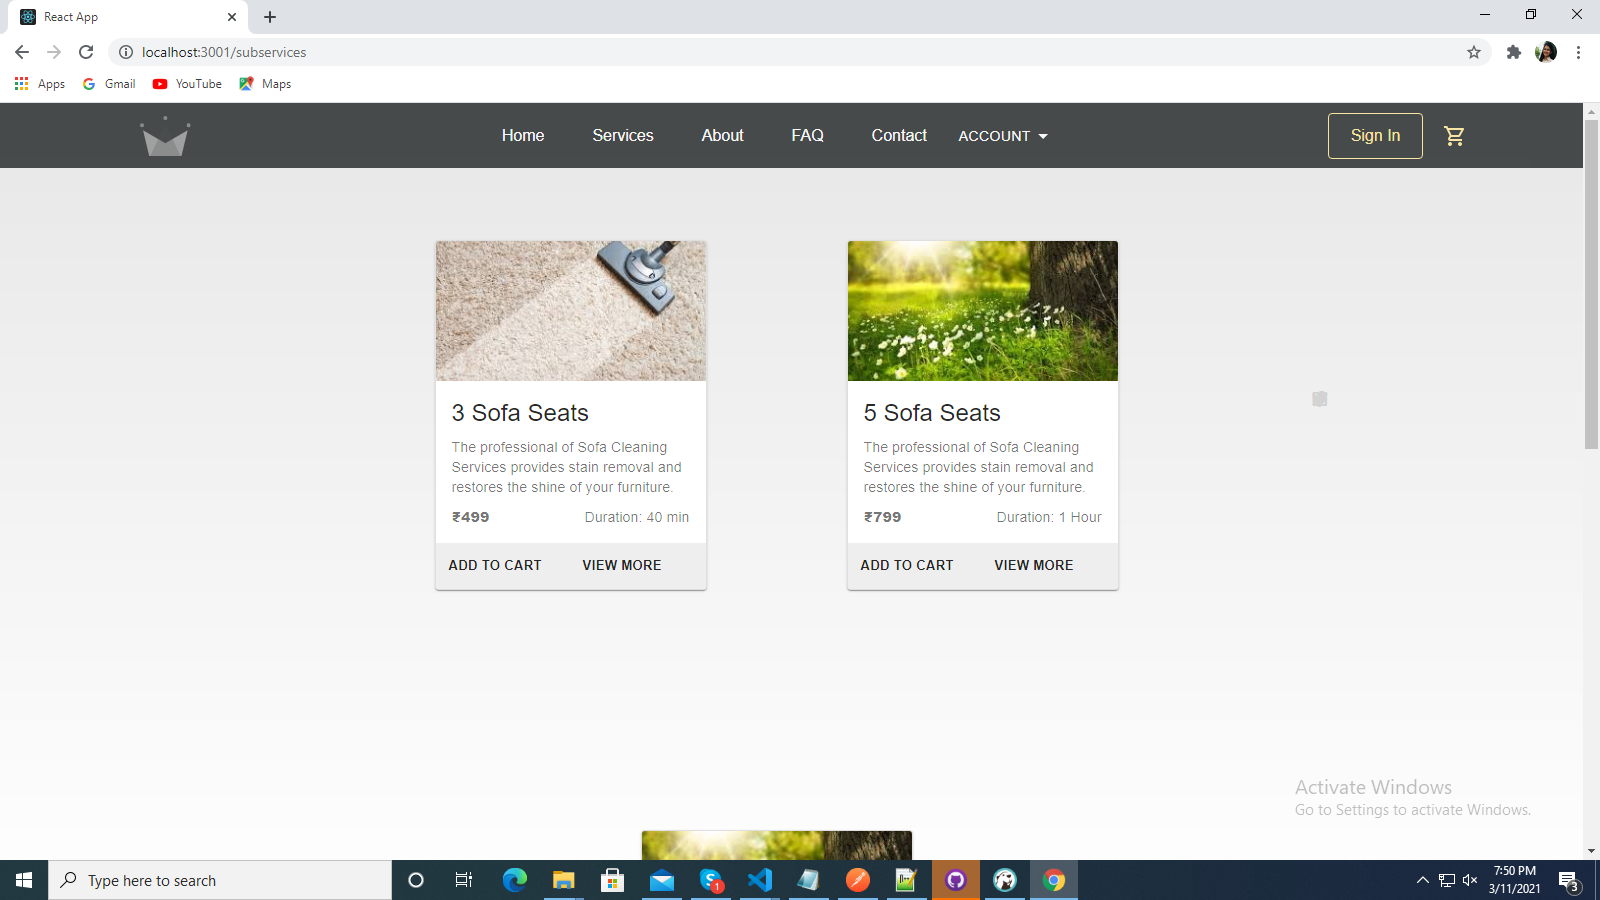 React App
localhost:3001/subservices
Apps
Gmail
YouTube
Maps
Home
Services
About
FAQ
Contact
ACCOUNT
Sign In
3 Sofa Seats
The professional of Sofa Cleaning
Services provides stain removal and
restores the shine of your furniture.
₹499
Duration: 40 min
ADD TO CART
VIEW MORE
5 Sofa Seats
The professional of Sofa Cleaning
Services provides stain removal and
restores the shine of your furniture.
₹799
Duration: 1 Hour
ADD TO CART
VIEW MORE
Activate Windows
Go to Settings to activate Windows.
Type here to search
1
7:50 PM
3/11/2021
3